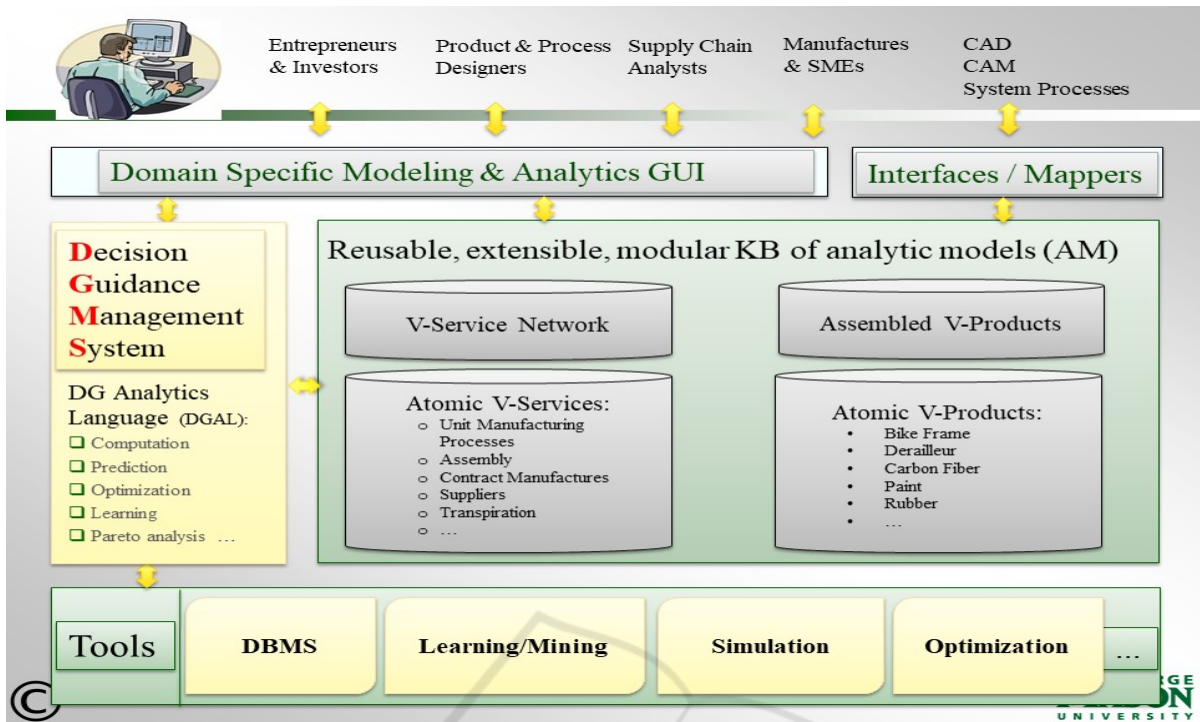 Entrepreneurs
& Investors
Product & Process
Designers
Supply Chain
Analysts
Manufactures
& SMEs
CAD
CAM
System Processes
Domain Specific Modeling & Analytics GUI
Interfaces / Mappers
Decision
Guidance
Management
System
DG Analytics
Language (DGAL):
Computation
Prediction
Optimization
Learning
Pareto analysis …
Reusable, extensible, modular KB of analytic models (AM)
V-Service Network
Assembled V-Products
Atomic V-Services:
o Unit Manufacturing
Processes
o Assembly
o Contract Manufactures
o Suppliers
o Transpiration
o …
Atomic V-Products:
• Bike Frame
• Derailleur
• Carbon Fiber
• Paint
• Rubber
• …
Tools
DBMS
Learning/Mining
Simulation
Optimization
…
©
UNIVERSITY